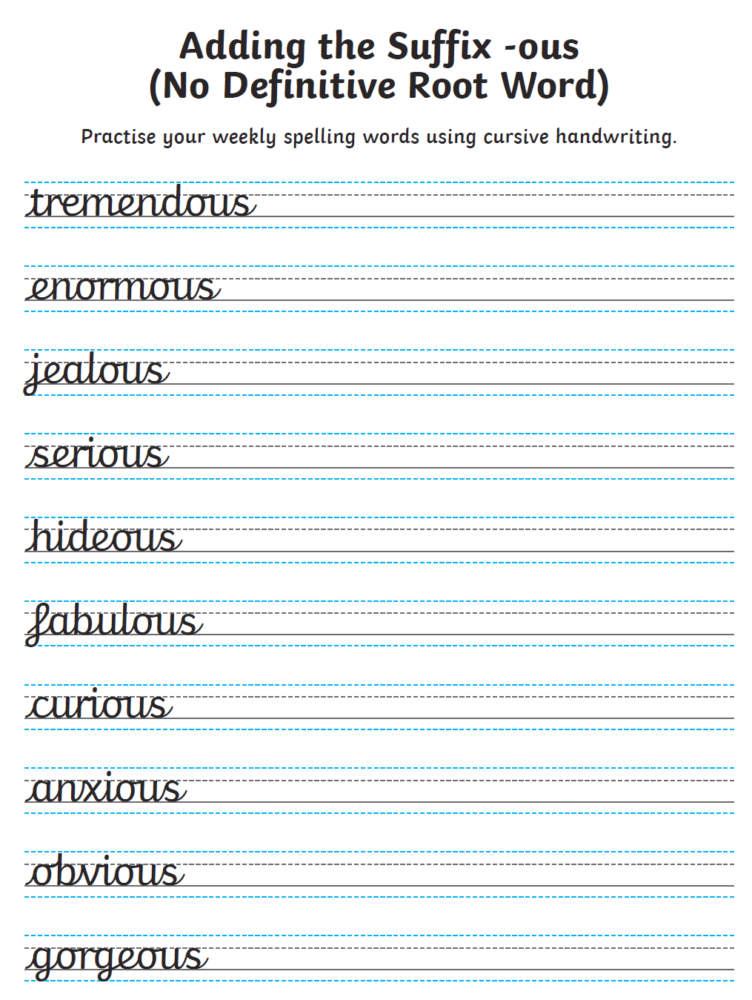 Adding the Suffix -ous
(No Definitive Root Word)
Practise your weekly spelling words using cursive handwriting.
tremendous
enormous
jealous
serious
hideous
fabulous
curious
anxious
obvious
gorgeous